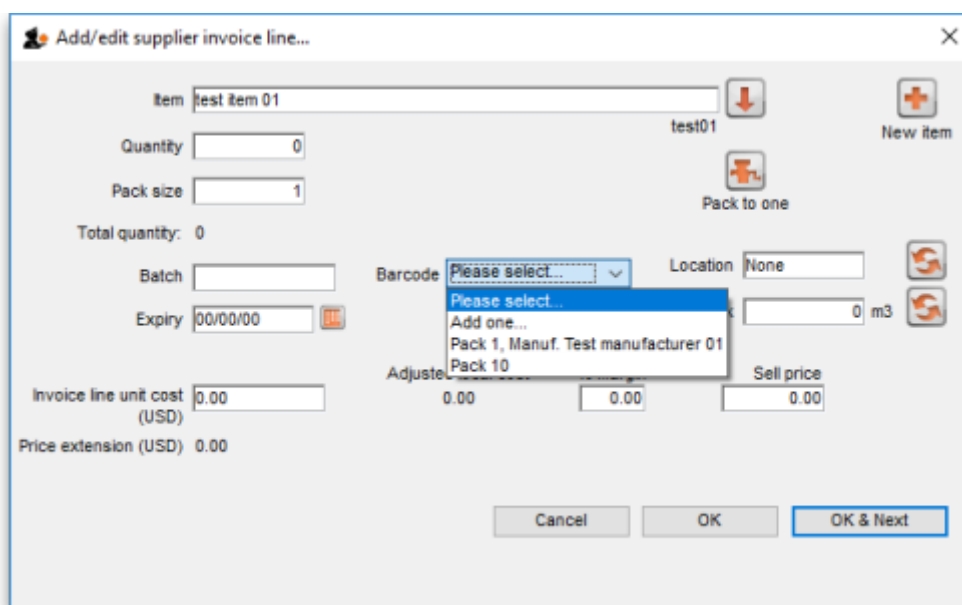 Add/edit supplier invoice line...
Item test item 01
test01
New item
Quantity 0
Pack size 1
Pack to one
Total quantity: 0
Batch Barcode Please select... Location None
Please select...
Expiry 00/00/00 0 m3
Add one...
Pack 1, Manuf. Test manufacturer 01
Pack 10
Sell price
Invoice line unit cost (USD) 0.00 0.00 0.00 0.00
Price extension (USD) 0.00
Cancel OK OK & Next